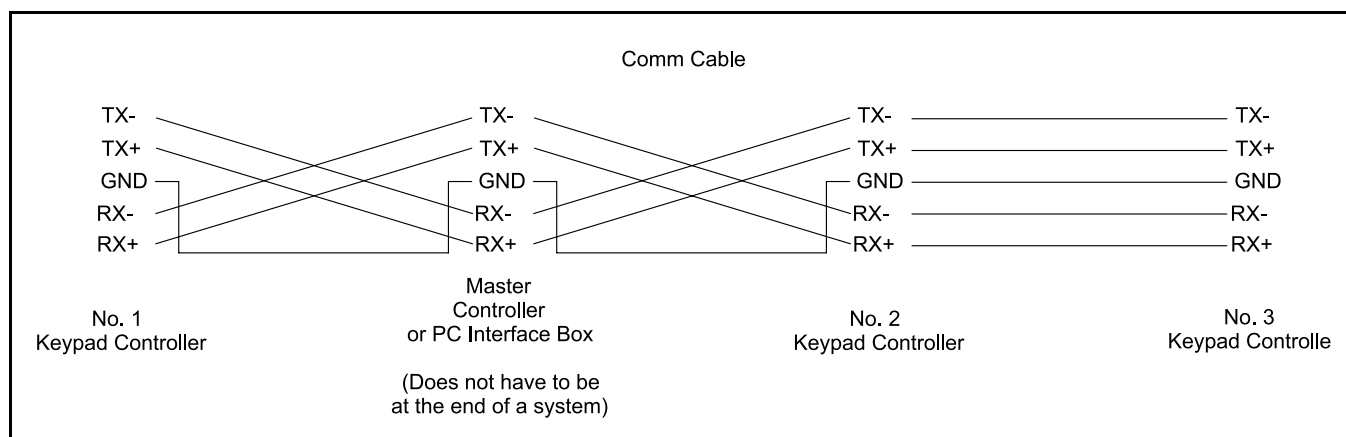 Comm Cable
TX- TX- TX- TX-
TX+ TX+ TX+ TX+
GND GND GND GND
RX- RX- RX- RX-
RX+ RX+ RX+ RX+
No. 1
Keypad Controller
Master
Controller
or PC Interface Box
(Does not have to be
at the end of a system)
No. 2
Keypad Controller
No. 3
Keypad Controlle